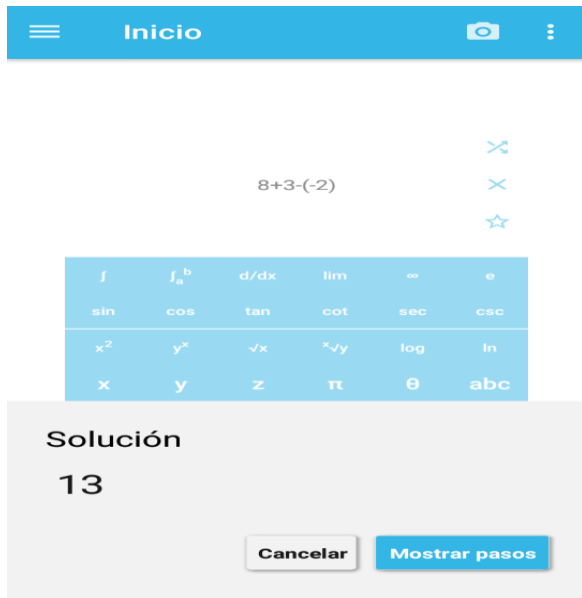 Inicio
8+3-(-2)
∫ ∫ₐᵇ d/dx lim ∞ e
sin cos tan cot sec csc
x² yˣ √x ˣ√y log ln
x y z π θ abc
Solución
13
Cancelar Mostrar pasos